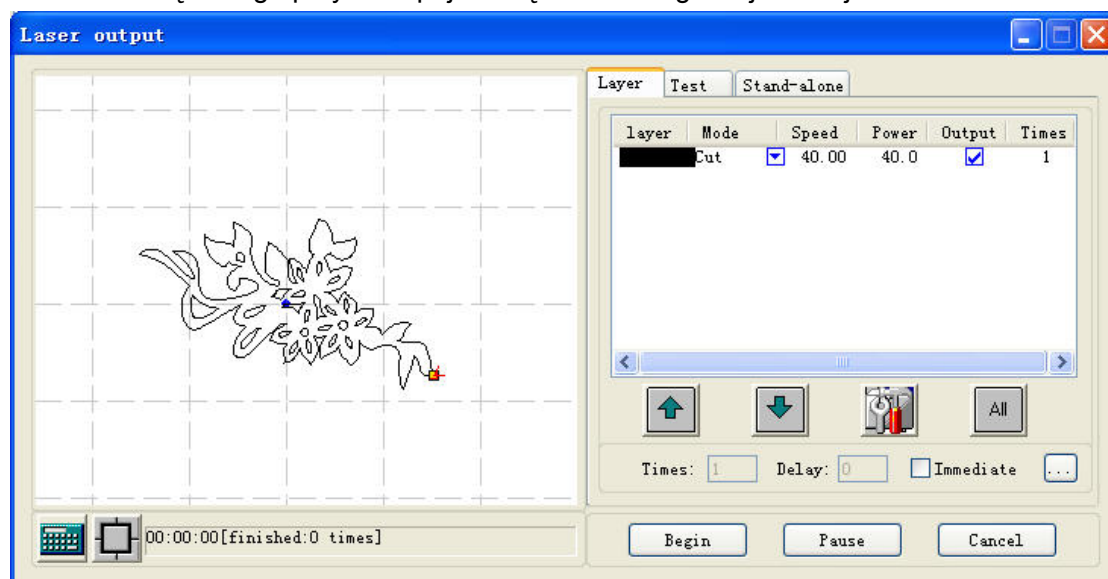 Laser output
Layer Test Stand-alone
layer Mode Speed Power Output Times
Cut 40.00 40.0 1
All
Times: 1 Delay: 0 Immediate ...
00:00:00[finished:0 times]
Begin Pause Cancel